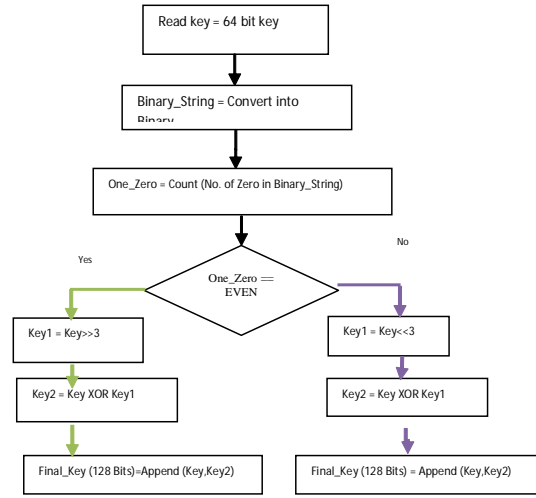 Read key = 64 bit key
Binary_String = Convert into
Binary
One_Zero = Count (No. of Zero in Binary_String)
No
Yes
One_Zero ==
EVEN
Key1 = Key>>3
Key1 = Key<<3
Key2 = Key XOR Key1
Key2 = Key XOR Key1
Final_Key (128 Bits)=Append (Key,Key2)
Final_Key (128 Bits) = Append (Key,Key2)